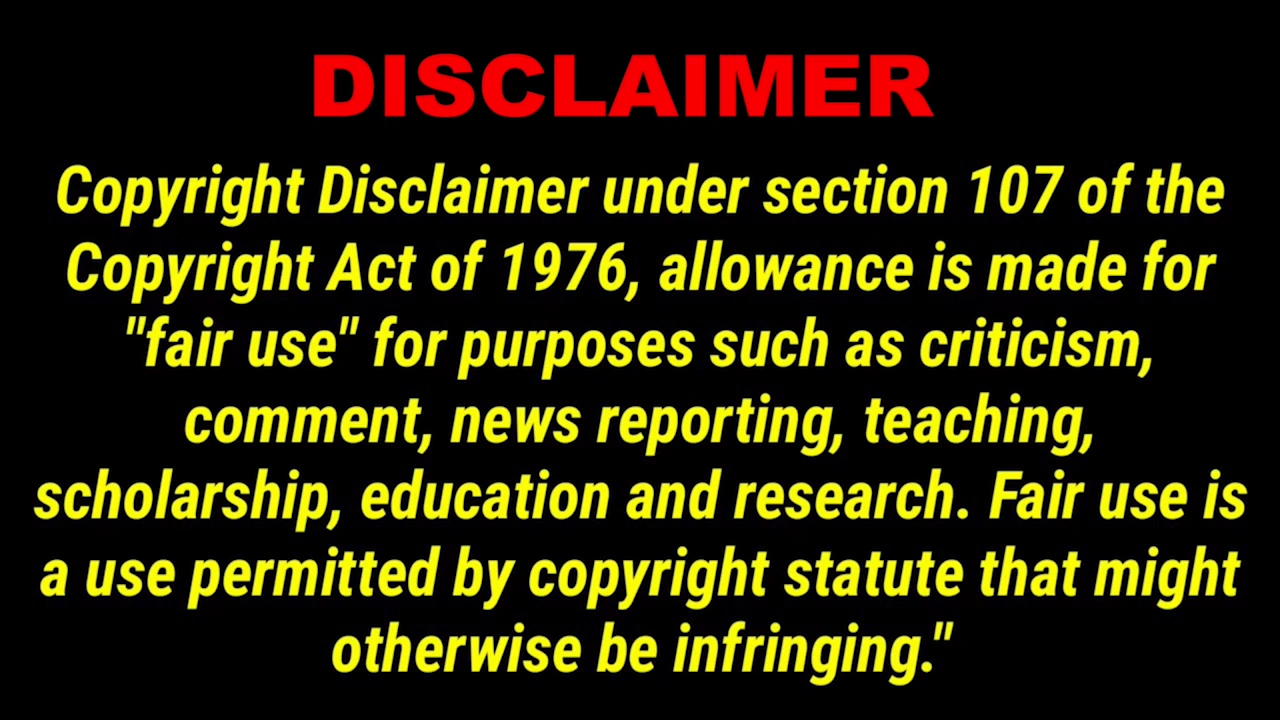 DISCLAIMER
Copyright Disclaimer under section 107 of the
Copyright Act of 1976, allowance is made for
"fair use" for purposes such as criticism,
comment, news reporting, teaching,
scholarship, education and research. Fair use is
a use permitted by copyright statute that might
otherwise be infringing."